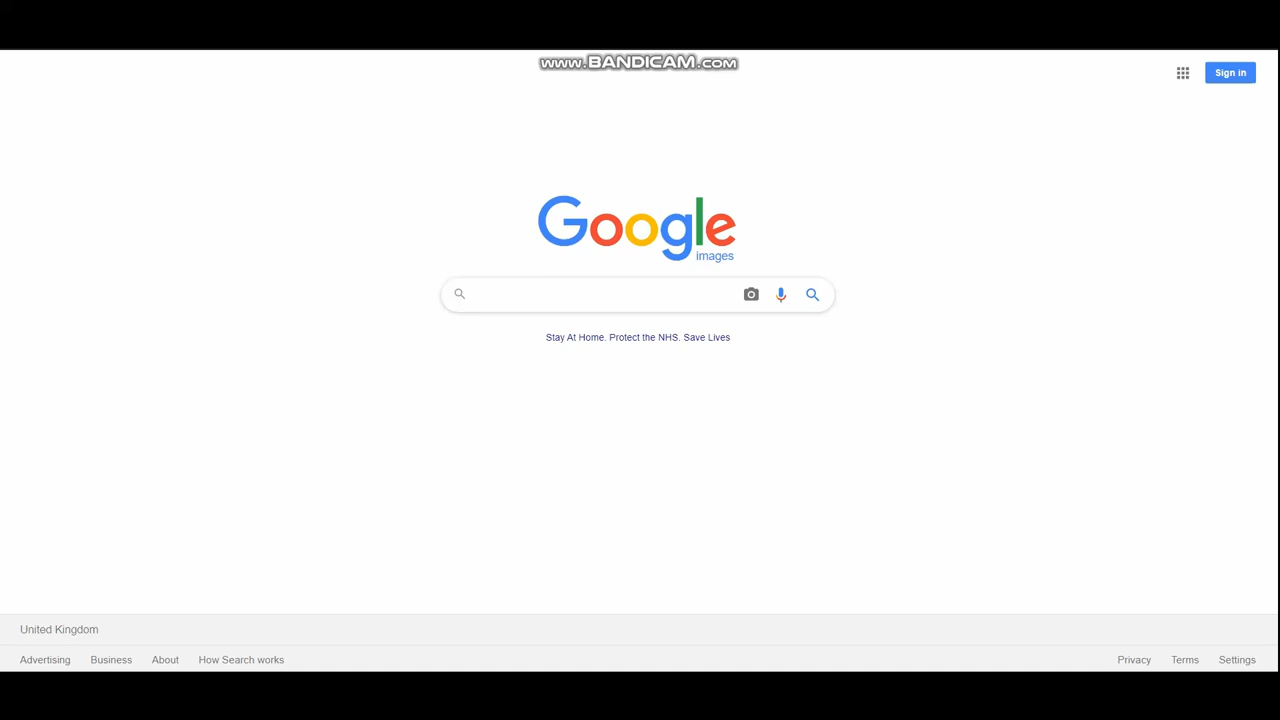 www.BANDICAM.com
Sign in
Google
images
Stay At Home. Protect the NHS. Save Lives
United Kingdom
Advertising Business About How Search works Privacy Terms Settings